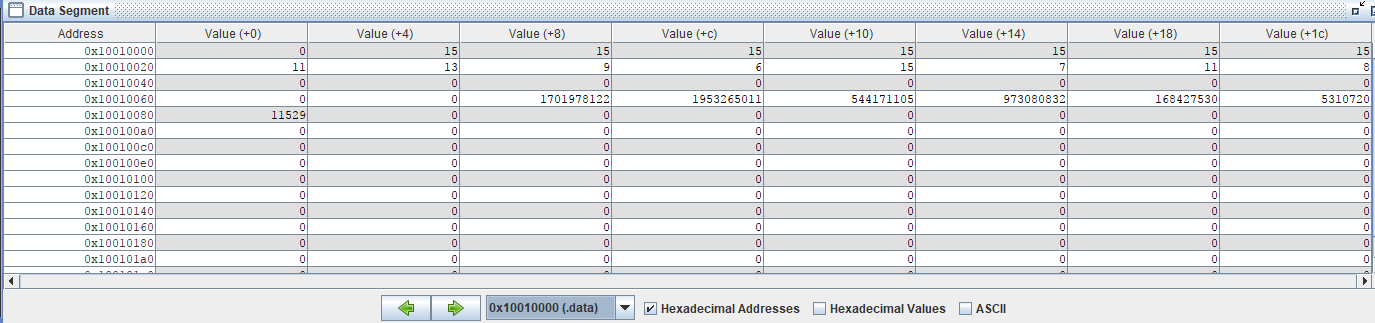 Data Segment
Address Value (+0) Value (+4) Value (+8) Value (+c) Value (+10) Value (+14) Value (+18) Value (+1c)
0x10010000 0 15 15 15 15 15 15 15
0x10010020 11 13 9 6 15 7 11 8
0x10010040 0 0 0 0 0 0 0 0
0x10010060 0 0 1701978122 1953265011 544171105 973080832 168427530 5310720
0x10010080 11529 0 0 0 0 0 0 0
0x100100a0 0 0 0 0 0 0 0 0
0x100100c0 0 0 0 0 0 0 0 0
0x100100e0 0 0 0 0 0 0 0 0
0x10010100 0 0 0 0 0 0 0 0
0x10010120 0 0 0 0 0 0 0 0
0x10010140 0 0 0 0 0 0 0 0
0x10010160 0 0 0 0 0 0 0 0
0x10010180 0 0 0 0 0 0 0 0
0x100101a0 0 0 0 0 0 0 0 0
0x10010000 (.data) Hexadecimal Addresses Hexadecimal Values ASCII